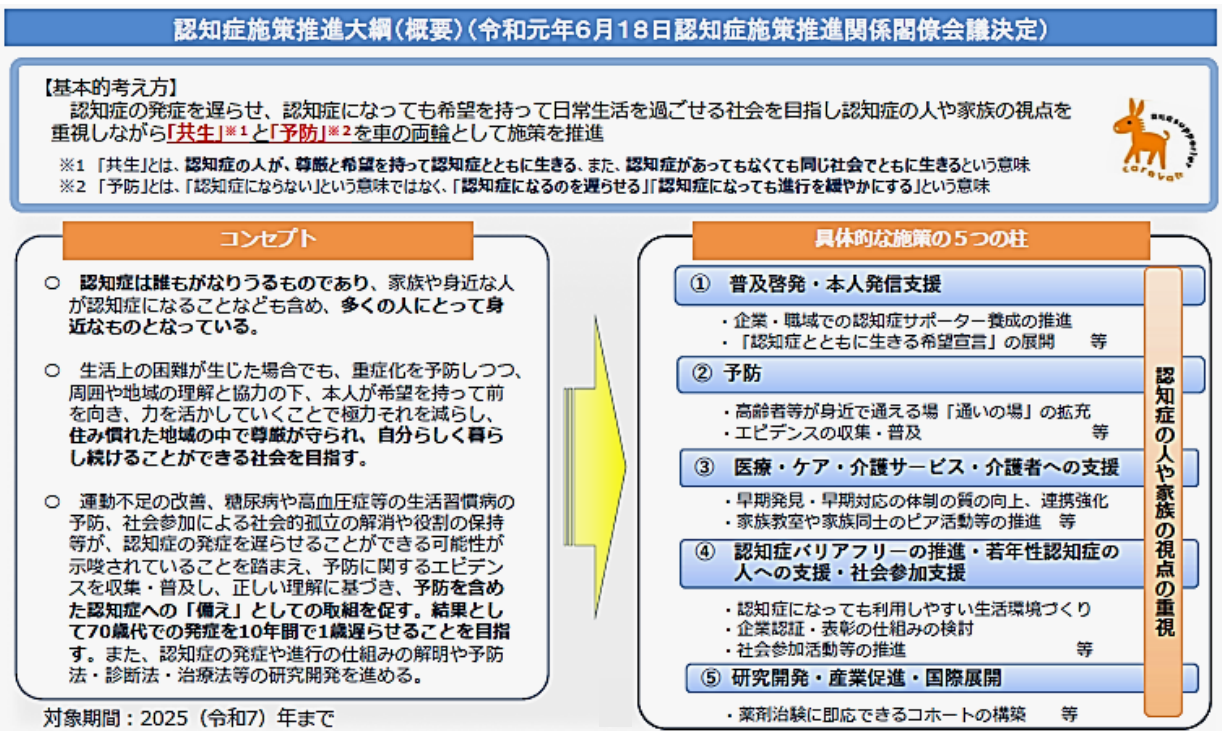 認知症施策推進大綱(概要)(令和元年6月18日認知症施策推進関係閣僚会議決定)
【基本的考え方】
認知症の発症を遅らせ、認知症になっても希望を持って日常生活を過ごせる社会を目指し認知症の人や家族の視点を
重視しながら「共生」※1と「予防」※2を車の両輪として施策を推進
※1 「共生」とは、認知症の人が、尊厳と希望を持って認知症とともに生きる、また、認知症があってもなくても同じ社会でともに生きるという意味
※2 「予防」とは、「認知症にならない」という意味ではなく、「認知症になるのを遅らせる」「認知症になっても進行を緩やかにする」という意味
caravan
コンセプト
○ 認知症は誰もがなりうるものであり、家族や身近な人
が認知症になることなども含め、多くの人にとって身
近なものとなっている。
○ 生活上の困難が生じた場合でも、重症化を予防しつつ、
周囲や地域の理解と協力の下、本人が希望を持って前
を向き、力を活かしていくことで極力それを減らし、
住み慣れた地域の中で尊厳が守られ、自分らしく暮ら
し続けることができる社会を目指す。
○ 運動不足の改善、糖尿病や高血圧症等の生活習慣病の
予防、社会参加による社会的孤立の解消や役割の保持
等が、認知症の発症を遅らせることができる可能性が
示唆されていることを踏まえ、予防に関するエビデン
スを収集・普及し、正しい理解に基づき、予防を含め
た認知症への「備え」としての取組を促す。結果とし
て70歳代での発症を10年間で1歳遅らせることを目指
す。また、認知症の発症や進行の仕組みの解明や予防
法・診断法・治療法等の研究開発を進める。
対象期間：2025（令和7）年まで
具体的な施策の5つの柱
① 普及啓発・本人発信支援
・企業・職域での認知症サポーター養成の推進
・「認知症とともに生きる希望宣言」の展開 等
② 予防
・高齢者等が身近で通える場「通いの場」の拡充
・エビデンスの収集・普及 等
③ 医療・ケア・介護サービス・介護者への支援
・早期発見・早期対応の体制の質の向上、連携強化
・家族教室や家族同士のピア活動等の推進 等
④ 認知症バリアフリーの推進・若年性認知症の
人への支援・社会参加支援
・認知症になっても利用しやすい生活環境づくり
・企業認証・表彰の仕組みの検討
・社会参加活動等の推進 等
⑤ 研究開発・産業促進・国際展開
・薬剤治験に即応できるコホートの構築 等
認知症の人や家族の視点の重視